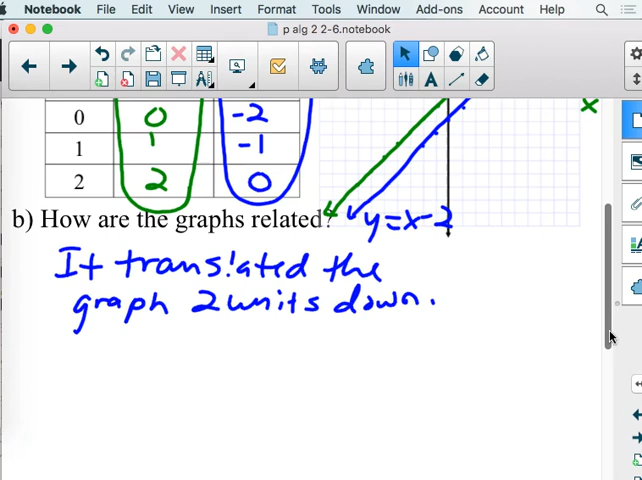 Notebook File Edit View Insert Format Tools Window Add-ons Account Help
p alg 2 2-6.notebook
0 0 -2
1 1 -1
2 2 0
x
y=x-2
b) How are the graphs related?
It translated the
graph 2 units down.